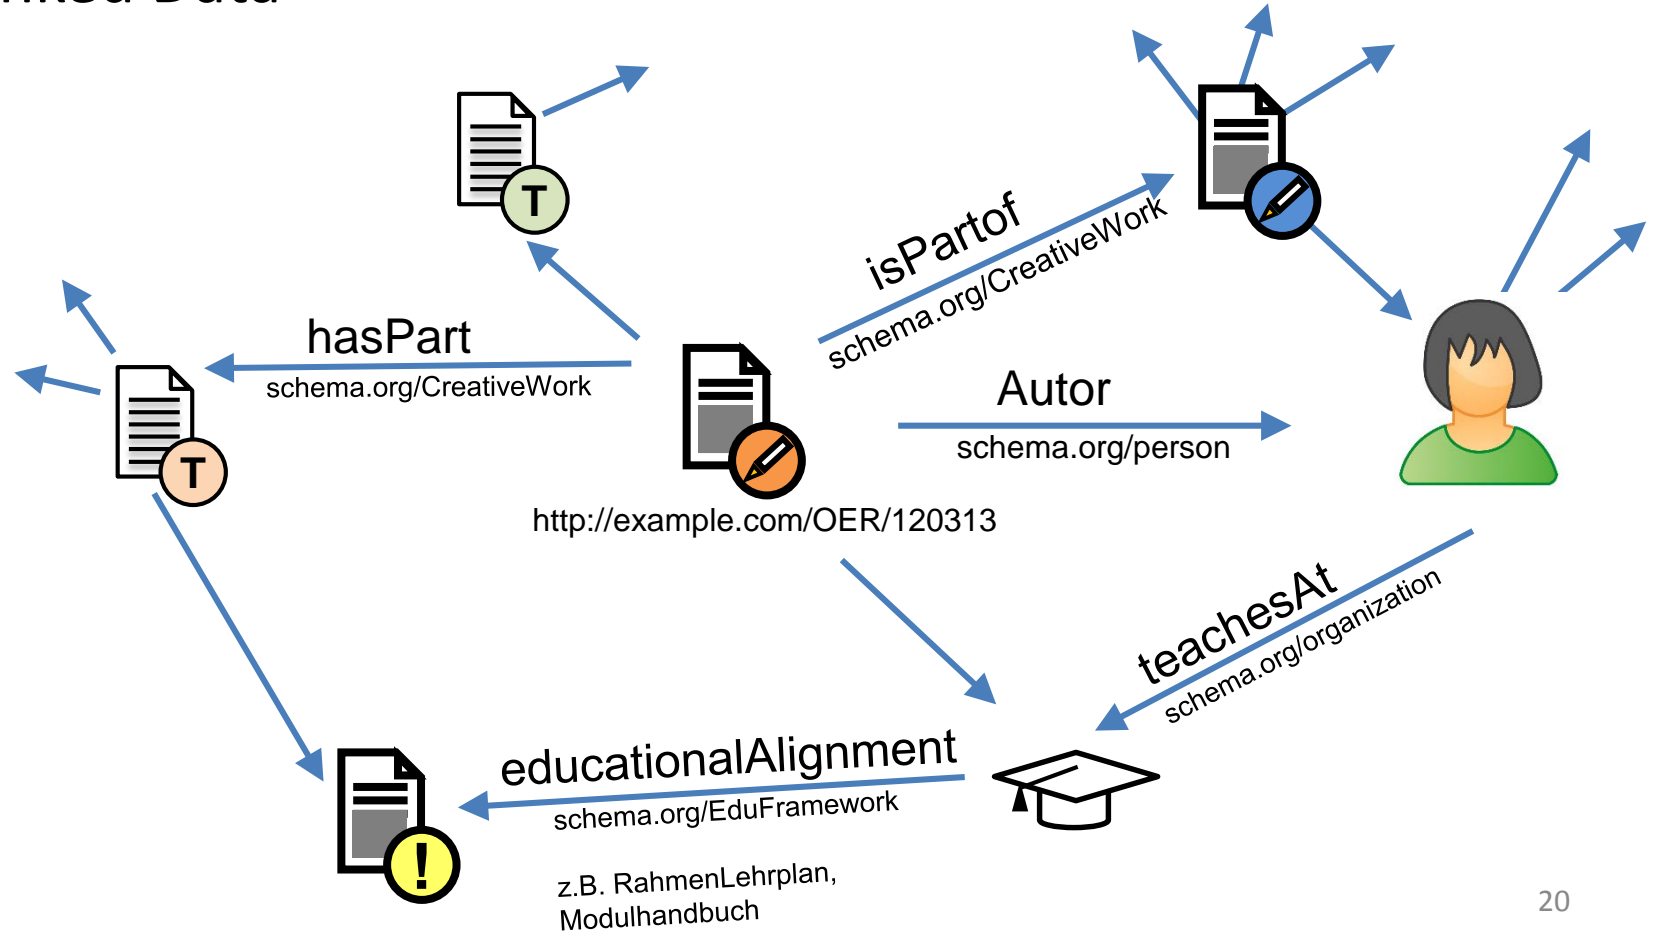 T
isPartof
schema.org/CreativeWork
hasPart
schema.org/CreativeWork
Autor
schema.org/person
T
http://example.com/OER/120313
teachesAt
schema.org/organization
educationalAlignment
schema.org/EduFramework
!
z.B. RahmenLehrplan,
Modulhandbuch
20